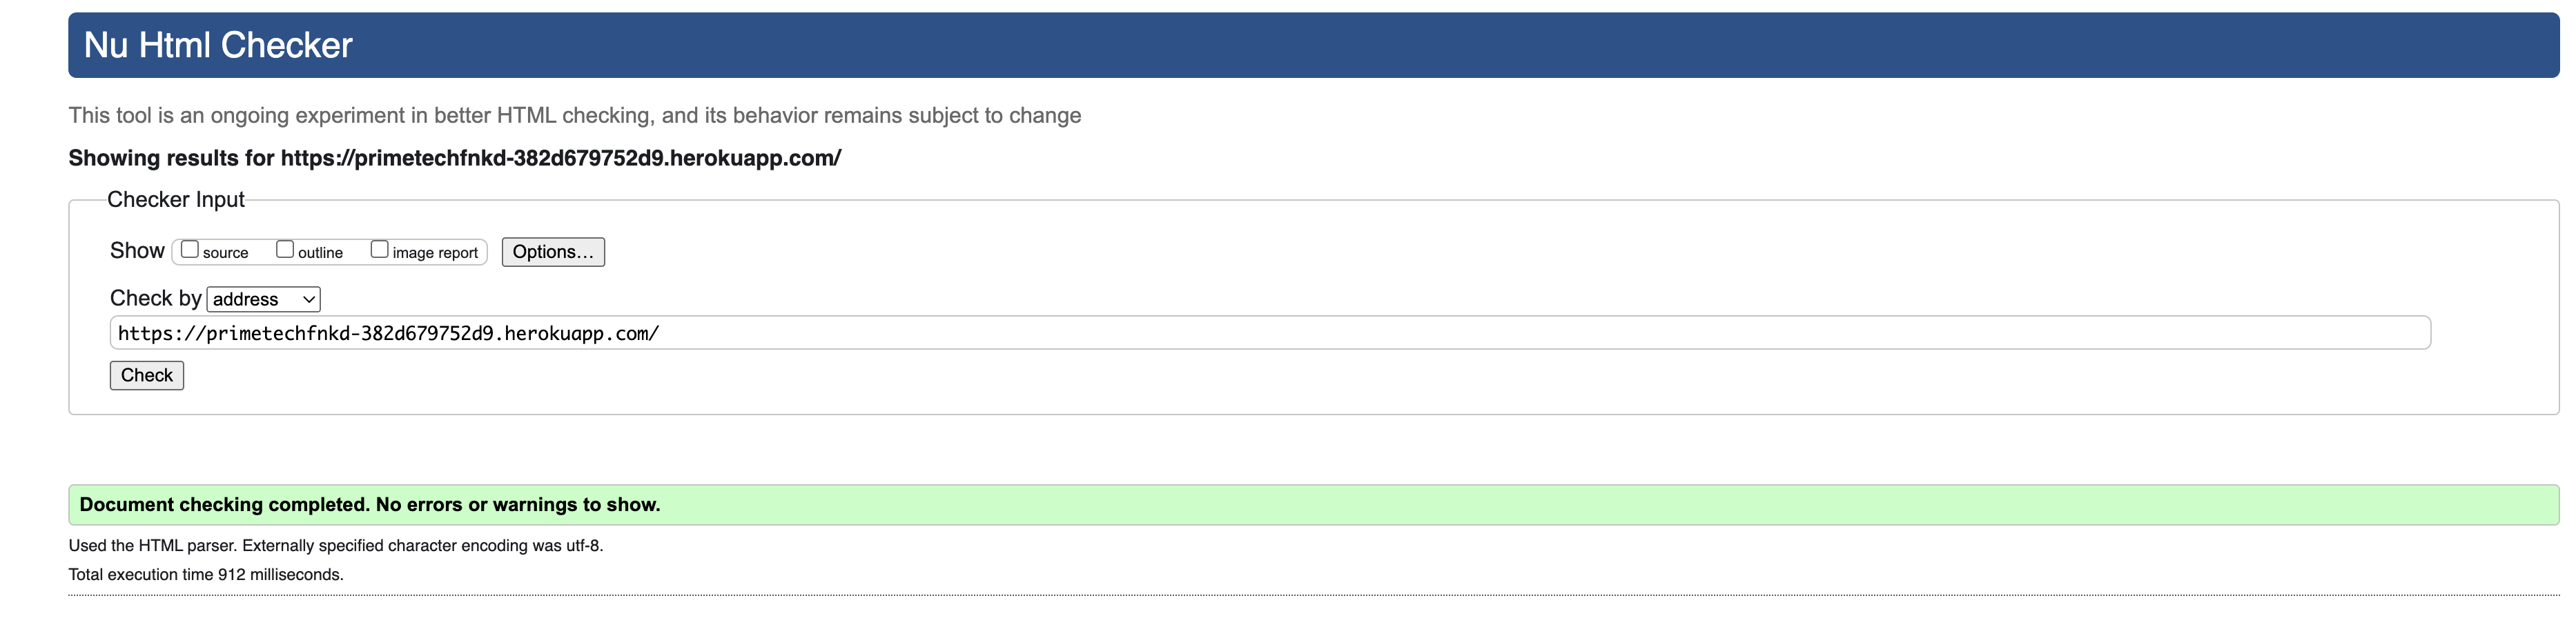 Nu Html Checker
This tool is an ongoing experiment in better HTML checking, and its behavior remains subject to change
Showing results for https://primetechfnkd-382d679752d9.herokuapp.com/
Checker Input
Show source outline image report Options...
Check by address
https://primetechfnkd-382d679752d9.herokuapp.com/
Check
Document checking completed. No errors or warnings to show.
Used the HTML parser. Externally specified character encoding was utf-8.
Total execution time 912 milliseconds.